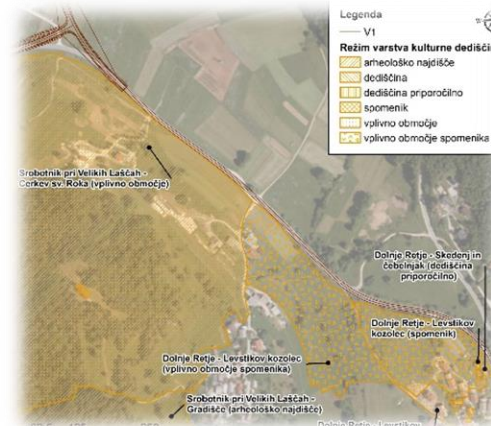 Legenda
V1
Režim varstva kulturne dedišči
arheološko najdišče
dediščina
dediščina priporočilno
spomenik
vplivno območje
vplivno območje spomenika
Srobotnik pri Velikih Laščah -
Cerkev sv. Roka (vplivno območje)
Dolnje Retje - Skedenj in
čebelnjak (dediščina
priporočilno)
Dolnje Retje - Levstikov
kozolec (spomenik)
Dolnje Retje - Levstikov kozolec
(vplivno območje spomenika)
Srobotnik pri Velikih Laščah -
Gradišče (arheološko najdišče)
Dolnje Retje - Levstikov